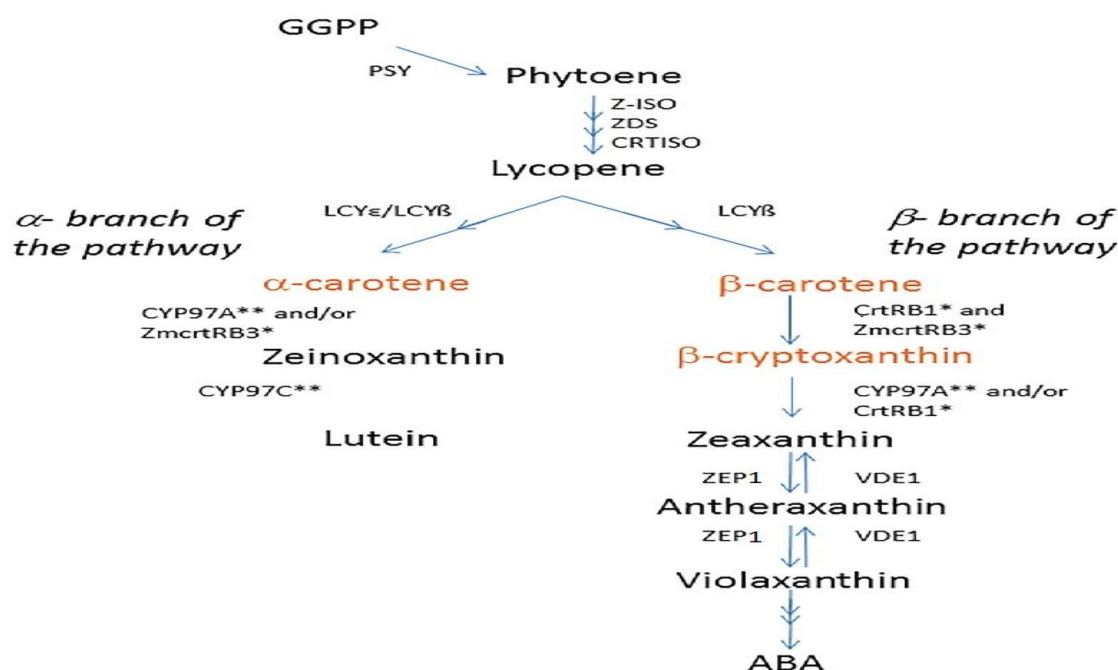 GGPP
PSY
Phytoene
Z-ISO
ZDS
CRTISO
Lycopene
α- branch of
the pathway
LCYε/LCYß
LCYß
β- branch of
the pathway
α-carotene
β-carotene
CYP97A** and/or
ZmcrtRB3*
CrtRB1* and
ZmcrtRB3*
Zeinoxanthin
β-cryptoxanthin
CYP97C**
CYP97A** and/or
CrtRB1*
Lutein
Zeaxanthin
ZEP1
VDE1
Antheraxanthin
ZEP1
VDE1
Violaxanthin
ABA